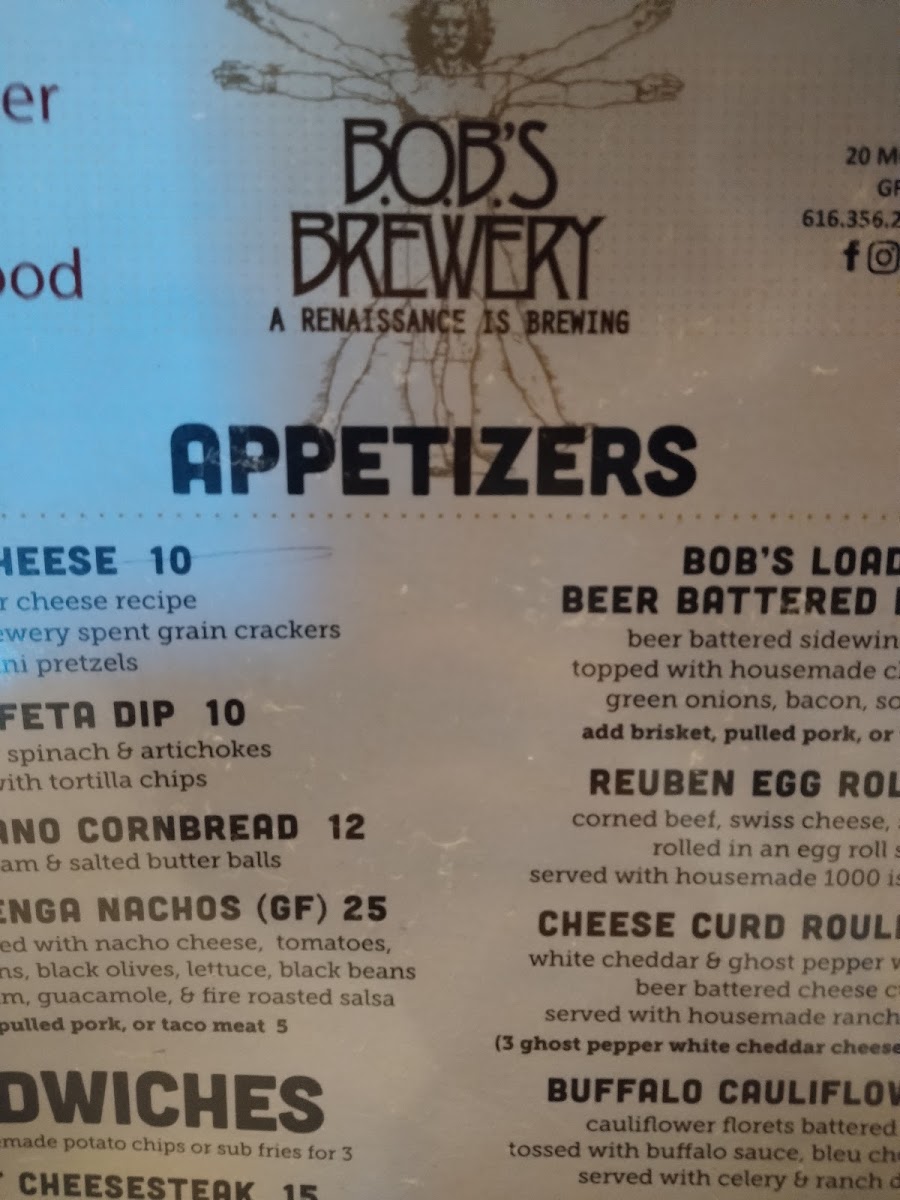 er
ood
B.O.B.'S
BREWERY
A RENAISSANCE IS BREWING
20 M
GR
616.356.2
APPETIZERS
HEESE 10
r cheese recipe
ewery spent grain crackers
ni pretzels
FETA DIP 10
spinach & artichokes
with tortilla chips
ANO CORNBREAD 12
am & salted butter balls
ENGA NACHOS (GF) 25
ed with nacho cheese, tomatoes,
ns, black olives, lettuce, black beans
m, guacamole, & fire roasted salsa
pulled pork, or taco meat 5
DWICHES
emade potato chips or sub fries for 3
CHEESESTEAK 15
BOB'S LOAD
BEER BATTERED
beer battered sidewin
topped with housemade c
green onions, bacon, so
add brisket, pulled pork, or
REUBEN EGG ROL
corned beef, swiss cheese,
rolled in an egg roll s
served with housemade 1000 is
CHEESE CURD ROUL
white cheddar & ghost pepper w
beer battered cheese c
served with housemade ranch
(3 ghost pepper white cheddar cheese
BUFFALO CAULIFLOW
cauliflower florets battered
tossed with buffalo sauce, bleu che
served with celery & ranch d